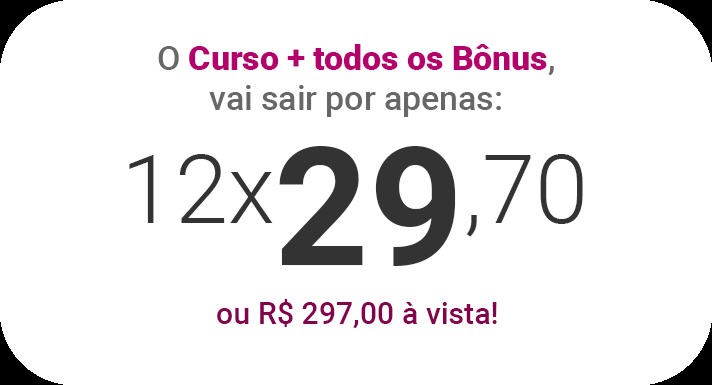 O Curso + todos os Bônus,
vai sair por apenas:
12x29,70
ou R$ 297,00 à vista!